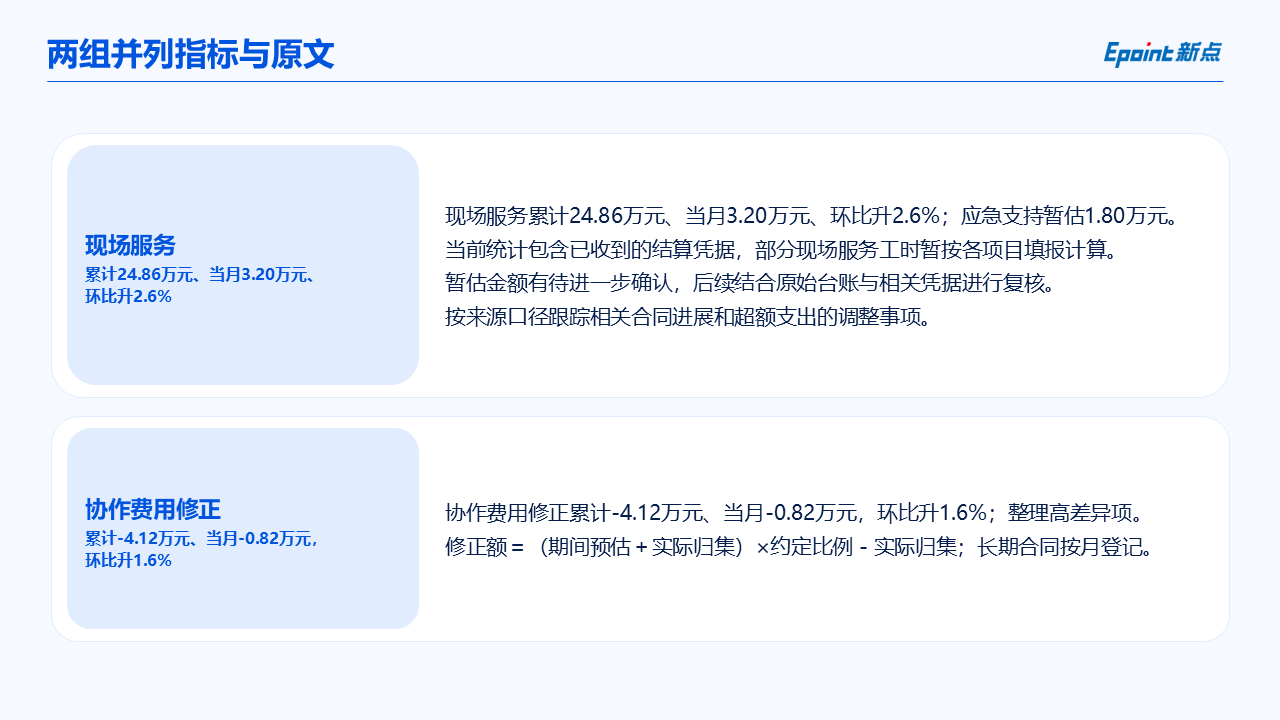 两组并列指标与原文
Epoint新点
现场服务
累计24.86万元、当月3.20万元、
环比升2.6%
现场服务累计24.86万元、当月3.20万元、环比升2.6%；应急支持暂估1.80万元。
当前统计包含已收到的结算凭据，部分现场服务工时暂按各项目填报计算。
暂估金额有待进一步确认，后续结合原始台账与相关凭据进行复核。
按来源口径跟踪相关合同进展和超额支出的调整事项。
协作费用修正
累计-4.12万元、当月-0.82万元，
环比升1.6%
协作费用修正累计-4.12万元、当月-0.82万元，环比升1.6%；整理高差异项。
修正额＝（期间预估＋实际归集）×约定比例－实际归集；长期合同按月登记。